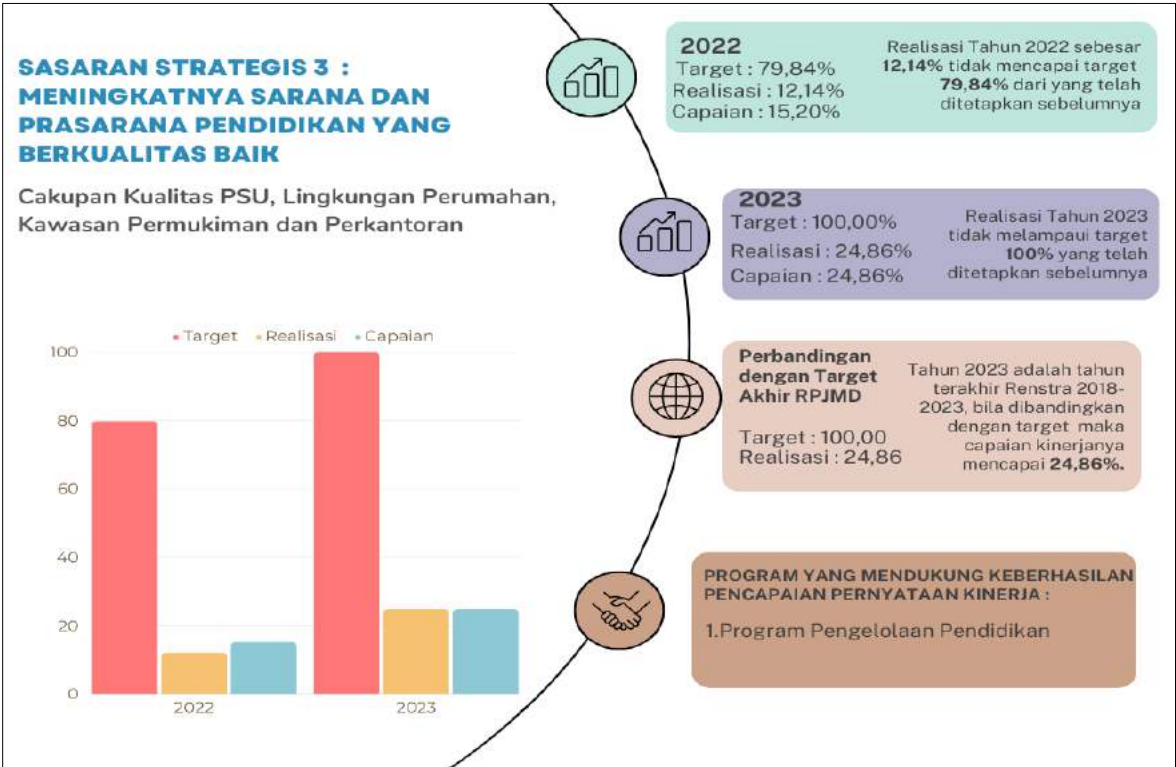 SASARAN STRATEGIS 3 :
MENINGKATNYA SARANA DAN
PRASARANA PENDIDIKAN YANG
BERKUALITAS BAIK
Cakupan Kualitas PSU, Lingkungan Perumahan,
Kawasan Permukiman dan Perkantoran
Target Realisasi Capaian
100
80
60
40
20
0
2022
2023
2022
Target : 79,84%
Realisasi : 12,14%
Capaian : 15,20%
Realisasi Tahun 2022 sebesar
12,14% tidak mencapai target
79,84% dari yang telah
ditetapkan sebelumnya
2023
Target : 100,00%
Realisasi : 24,86%
Capaian : 24,86%
Realisasi Tahun 2023
tidak melampaui target
100% yang telah
ditetapkan sebelumnya
Perbandingan
dengan Target
Akhir RPJMD
Target : 100,00
Realisasi : 24,86
Tahun 2023 adalah tahun
terakhir Renstra 2018-
2023, bila dibandingkan
dengan target maka
capaian kinerjanya
mencapai 24,86%.
PROGRAM YANG MENDUKUNG KEBERHASILAN
PENCAPAIAN PERNYATAAN KINERJA :
1.Program Pengelolaan Pendidikan